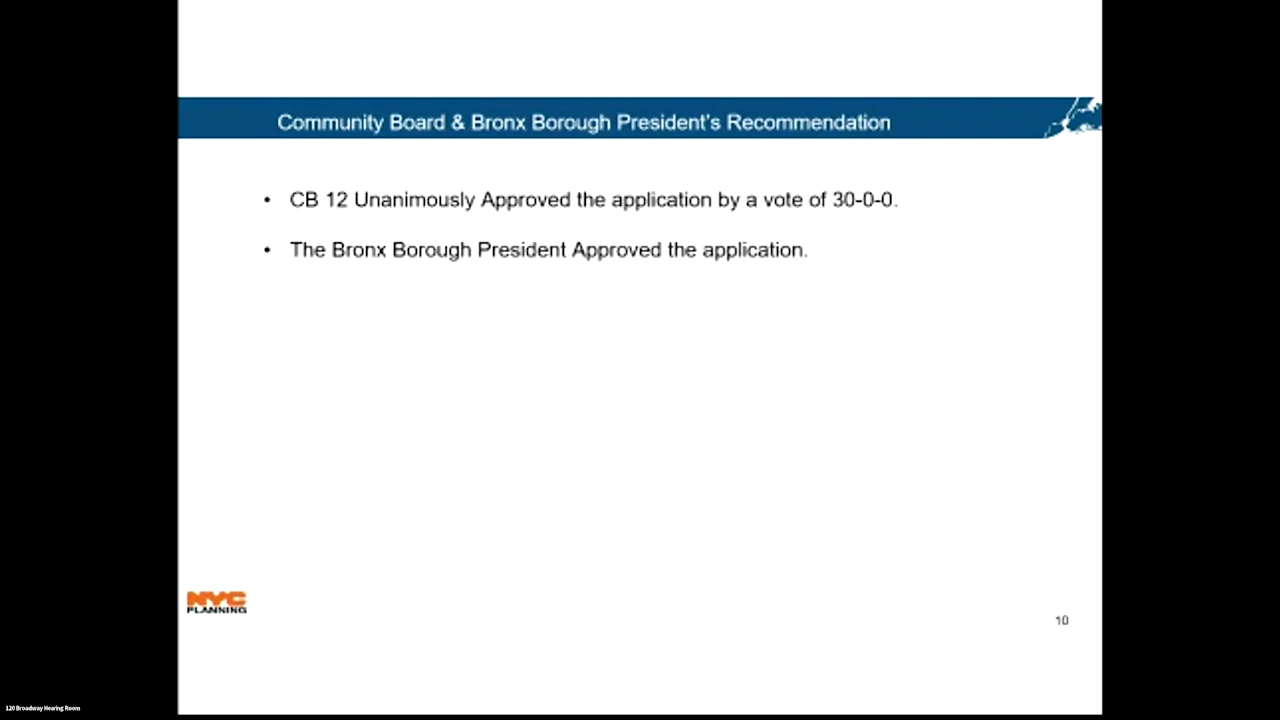 Community Board & Bronx Borough President's Recommendation
• CB 12 Unanimously Approved the application by a vote of 30-0-0.
• The Bronx Borough President Approved the application.
NYC
PLANNING
10
120 Broadway Hearing Room